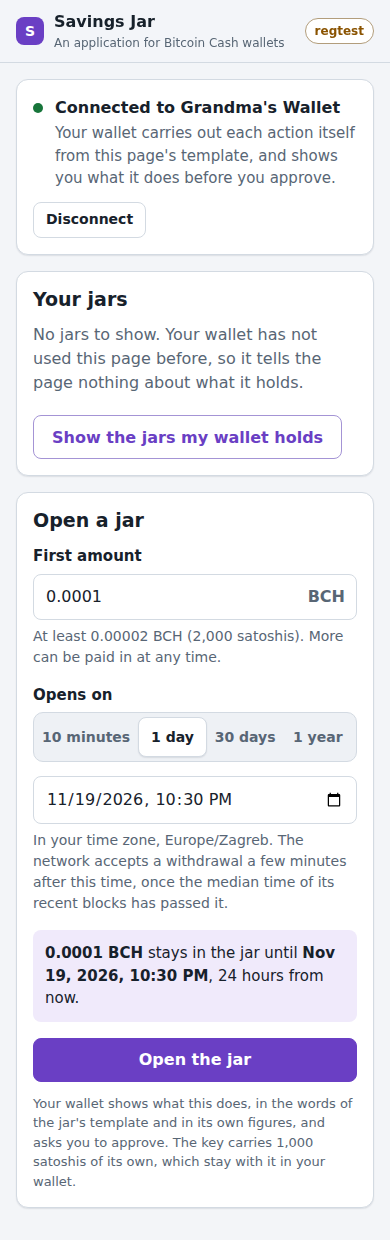 S
Savings Jar
An application for Bitcoin Cash wallets
regtest
Connected to Grandma's Wallet
Your wallet carries out each action itself
from this page's template, and shows
you what it does before you approve.
Disconnect
Your jars
No jars to show. Your wallet has not
used this page before, so it tells the
page nothing about what it holds.
Show the jars my wallet holds
Open a jar
First amount
0.0001 BCH
At least 0.00002 BCH (2,000 satoshis). More
can be paid in at any time.
Opens on
10 minutes 1 day 30 days 1 year
11/19/2026, 10:30 PM
In your time zone, Europe/Zagreb. The
network accepts a withdrawal a few minutes
after this time, once the median time of its
recent blocks has passed it.
0.0001 BCH stays in the jar until Nov
19, 2026, 10:30 PM, 24 hours from
now.
Open the jar
Your wallet shows what this does, in the words of
the jar's template and in its own figures, and
asks you to approve. The key carries 1,000
satoshis of its own, which stay with it in your
wallet.